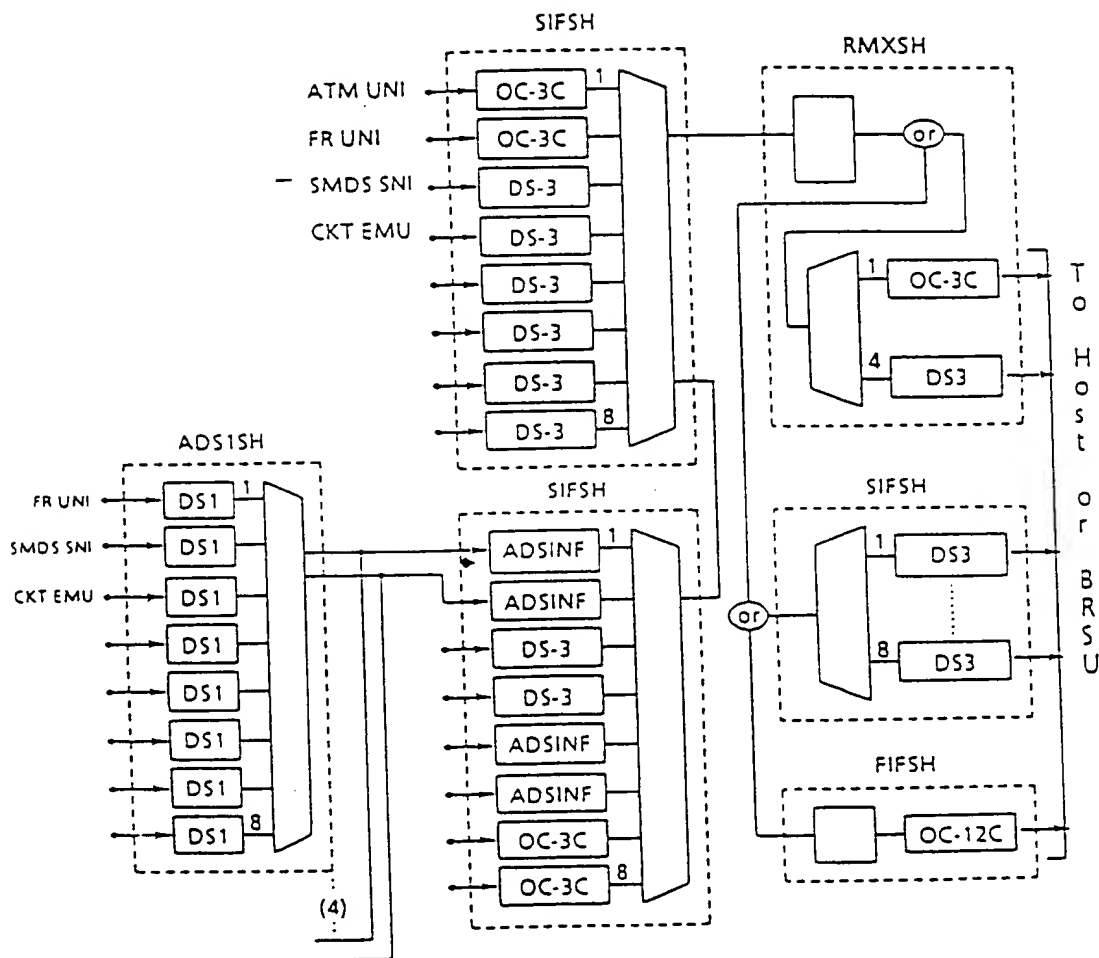 SIFSH
RMXSH
ATM UNI
OC-3C
1
FR UNI
OC-3C
SMDS SNI
DS-3
CKT EMU
DS-3
DS-3
DS-3
DS-3
DS-3
8
or
1
OC-3C
4
DS3
ADS1SH
FR UNI
DS1
1
SMDS SNI
DS1
CKT EMU
DS1
DS1
DS1
DS1
DS1
DS1
8
(4)
SIFSH
ADSINF
1
ADSINF
DS-3
DS-3
ADSINF
ADSINF
OC-3C
OC-3C
8
SIFSH
or
1
DS3
8
DS3
FIFSH
OC-12C
To Host or BRSU